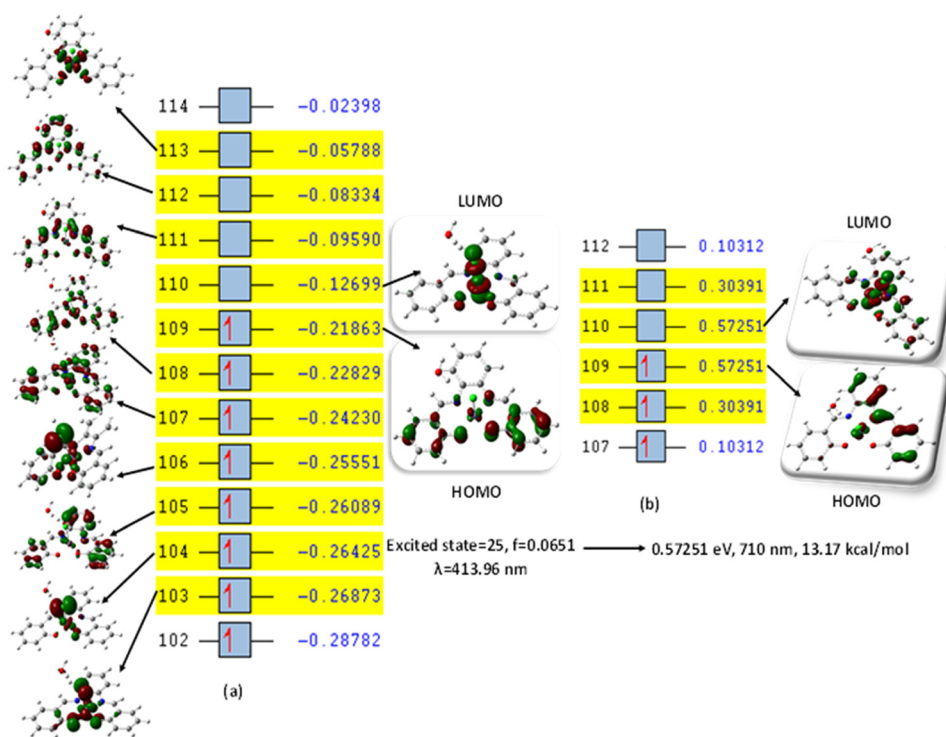 114 −0.02398
113 −0.05788
112 −0.08334
111 −0.09590
110 −0.12699
109 −0.21863
108 −0.22829
107 −0.24230
106 −0.25551
105 −0.26089
104 −0.26425
103 −0.26873
102 −0.28782
(a)
LUMO
HOMO
LUMO
112 0.10312
111 0.30391
110 0.57251
109 0.57251
108 0.30391
107 0.10312
(b)
HOMO
Excited state=25, f=0.0651 0.57251 eV, 710 nm, 13.17 kcal/mol
λ=413.96 nm